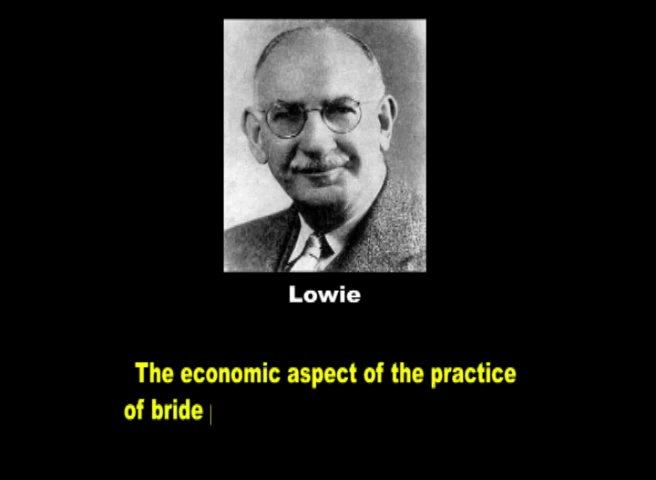 Lowie
The economic aspect of the practice
of bride